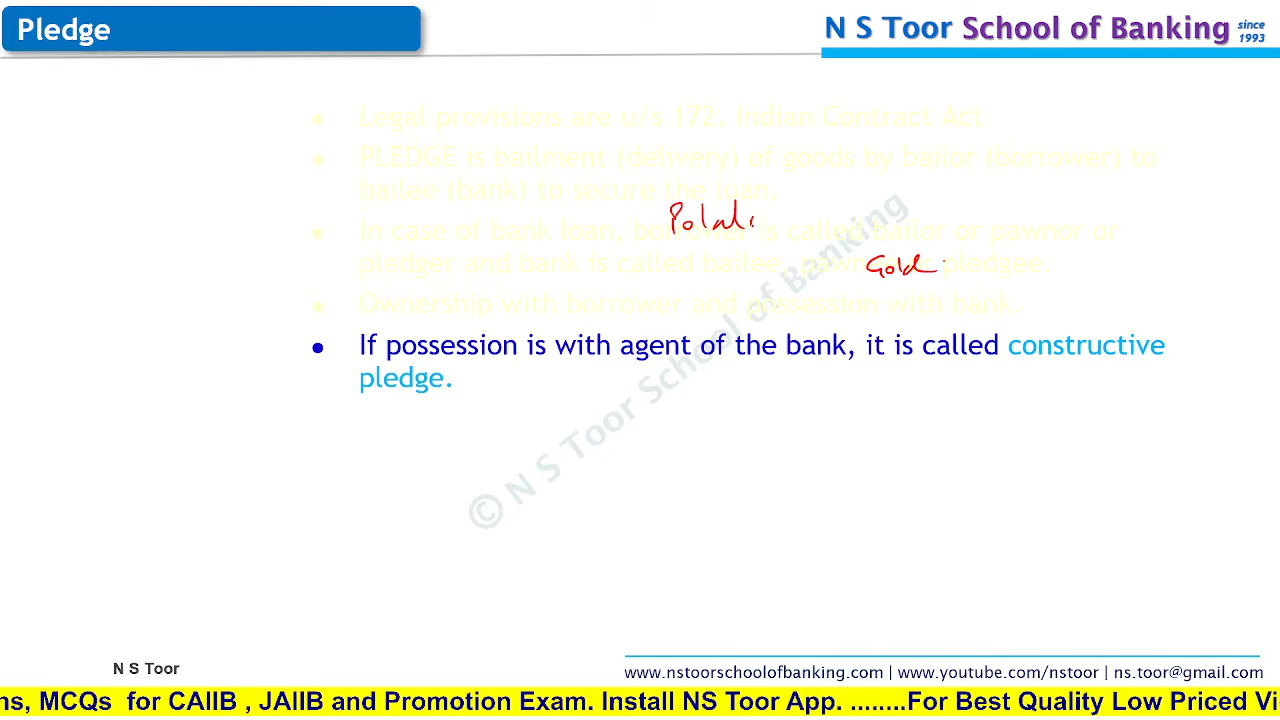 Pledge
N S Toor School of Banking since 1993
• Legal provisions are u/s 172, Indian Contract Act
• PLEDGE is bailment (delivery) of goods by bailor (borrower) to
bailee (bank) to secure the loan.
• In case of bank loan, borrower is called bailor or pawnor or
pledger and bank is called bailee, or pledgee.
Gold
• Ownership with borrower and possession with bank.
• If possession is with agent of the bank, it is called constructive
pledge.
© N S Toor School of Banking
N S Toor
www.nstoorschoolofbanking.com | www.youtube.com/nstoor | ns.toor@gmail.com
ns, MCQs for CAIIB , JAIIB and Promotion Exam. Install NS Toor App. ........For Best Quality Low Priced Vi